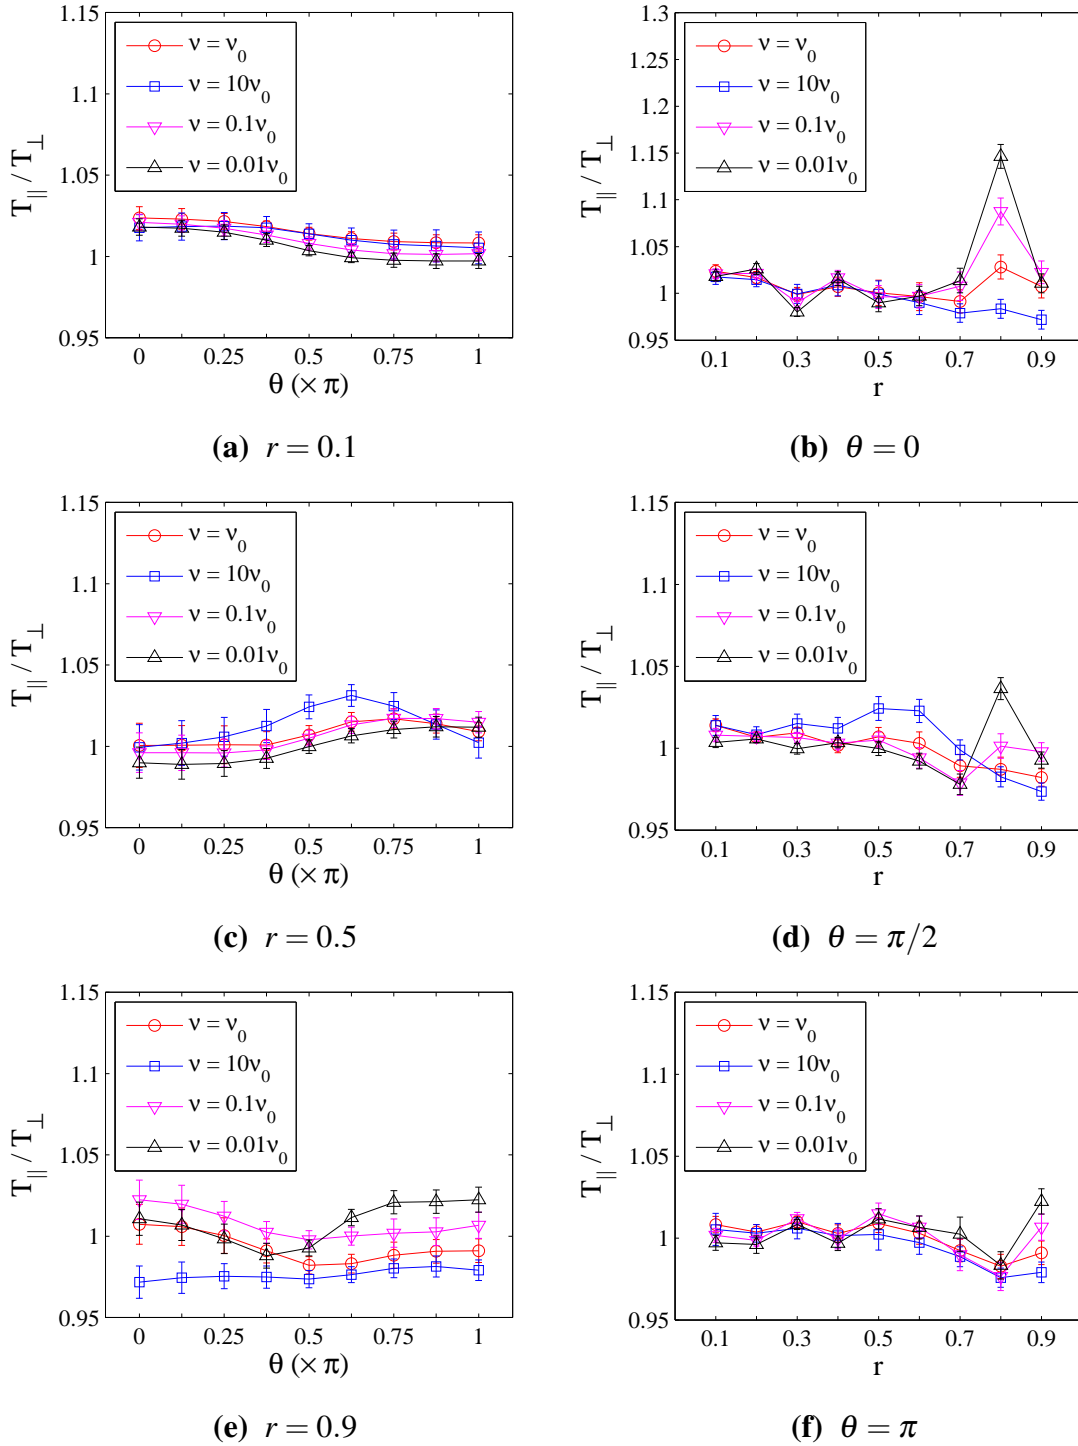 1.15
1.1
1.05
1
0.95
T∥ / T⊥
ν = ν0
ν = 10ν0
ν = 0.1ν0
ν = 0.01ν0
0 0.25 0.5 0.75 1
θ (× π)
(a) r = 0.1
1.3
1.25
1.2
1.15
1.1
1.05
1
0.95
T∥ / T⊥
ν = ν0
ν = 10ν0
ν = 0.1ν0
ν = 0.01ν0
0.1 0.3 0.5 0.7 0.9
r
(b) θ = 0
1.15
1.1
1.05
1
0.95
T∥ / T⊥
ν = ν0
ν = 10ν0
ν = 0.1ν0
ν = 0.01ν0
0 0.25 0.5 0.75 1
θ (× π)
(c) r = 0.5
1.15
1.1
1.05
1
0.95
T∥ / T⊥
ν = ν0
ν = 10ν0
ν = 0.1ν0
ν = 0.01ν0
0.1 0.3 0.5 0.7 0.9
r
(d) θ = π/2
1.15
1.1
1.05
1
0.95
T∥ / T⊥
ν = ν0
ν = 10ν0
ν = 0.1ν0
ν = 0.01ν0
0 0.25 0.5 0.75 1
θ (× π)
(e) r = 0.9
1.15
1.1
1.05
1
0.95
T∥ / T⊥
ν = ν0
ν = 10ν0
ν = 0.1ν0
ν = 0.01ν0
0.1 0.3 0.5 0.7 0.9
r
(f) θ = π